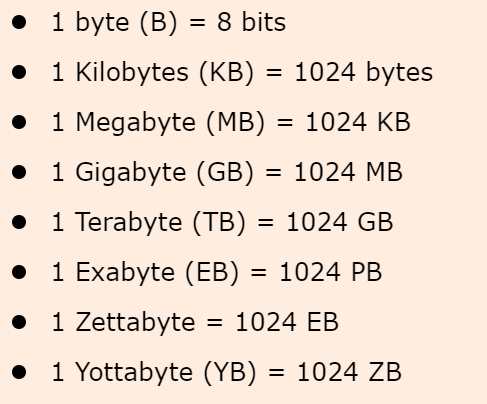 ● 1 byte (B) = 8 bits
● 1 Kilobytes (KB) = 1024 bytes
● 1 Megabyte (MB) = 1024 KB
● 1 Gigabyte (GB) = 1024 MB
● 1 Terabyte (TB) = 1024 GB
● 1 Exabyte (EB) = 1024 PB
● 1 Zettabyte = 1024 EB
● 1 Yottabyte (YB) = 1024 ZB